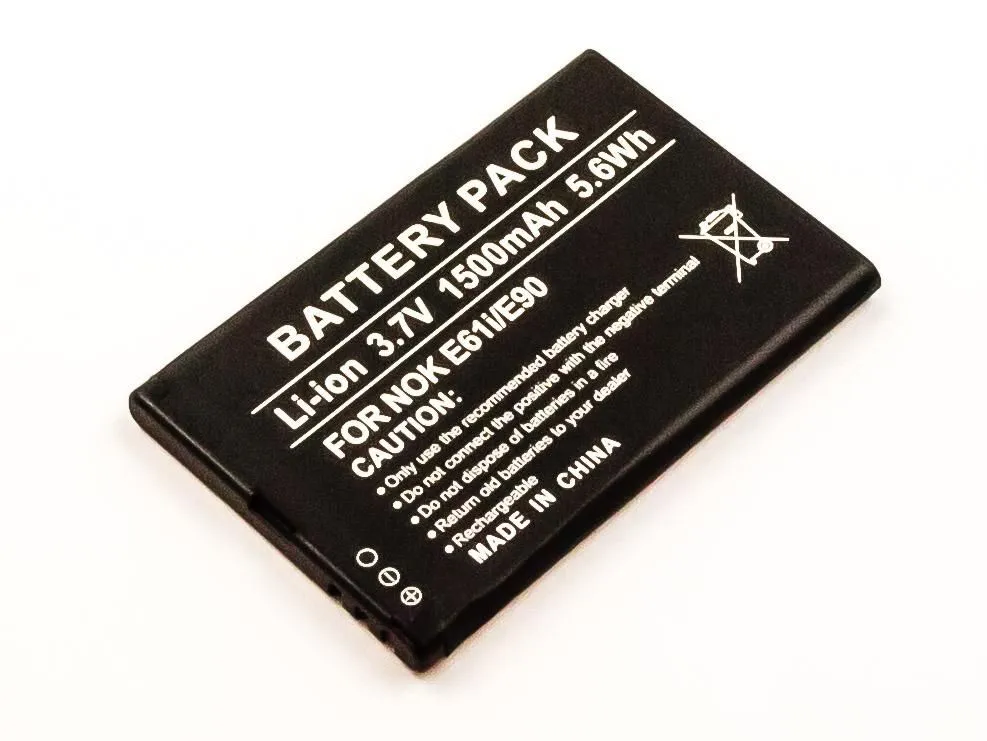 BATTERY PACK
Li-ion 3.7V 1500mAh 5.6Wh
FOR NOK E61i/E90
CAUTION:
•Only use the recommended battery charger
•Do not connect the positive with the negative terminal
•Do not dispose of batteries in a fire
•Return old batteries to your dealer
•Rechargeable
MADE IN CHINA